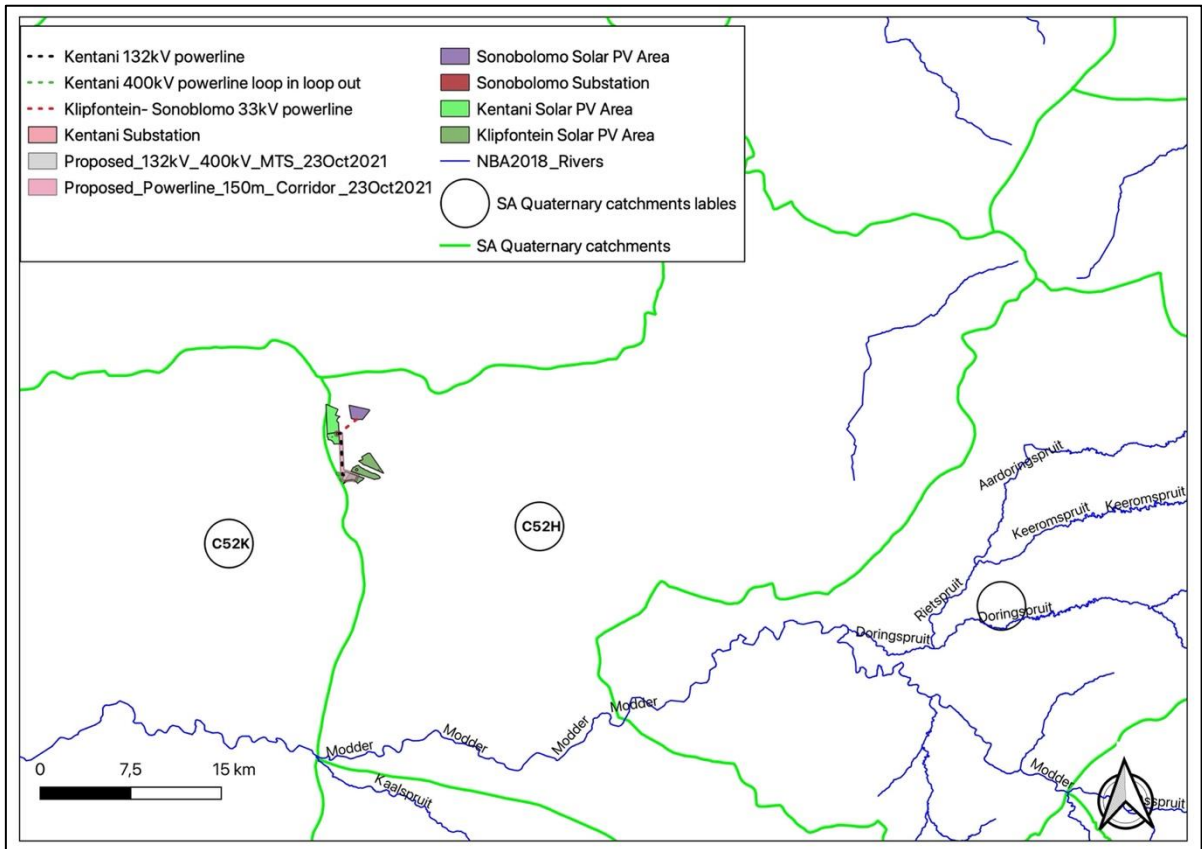 Kentani 132kV powerline
Kentani 400kV powerline loop in loop out
Klipfontein- Sonoblomo 33kV powerline
Kentani Substation
Proposed_132kV_400kV_MTS_23Oct2021
Proposed_Powerline_150m_ Corridor _23Oct2021
Sonobolomo Solar PV Area
Sonobolomo Substation
Kentani Solar PV Area
Klipfontein Solar PV Area
NBA2018_Rivers
SA Quaternary catchments lables
SA Quaternary catchments
Aardoringspruit
Keeromspruit
Keeromspruit
C52K
C52H
Rietspruit
Doringspruit
Doringspruit
Modder
Modder
Modder
Modder
Kaalspruit
Modder
sspruit
0 7,5 15 km